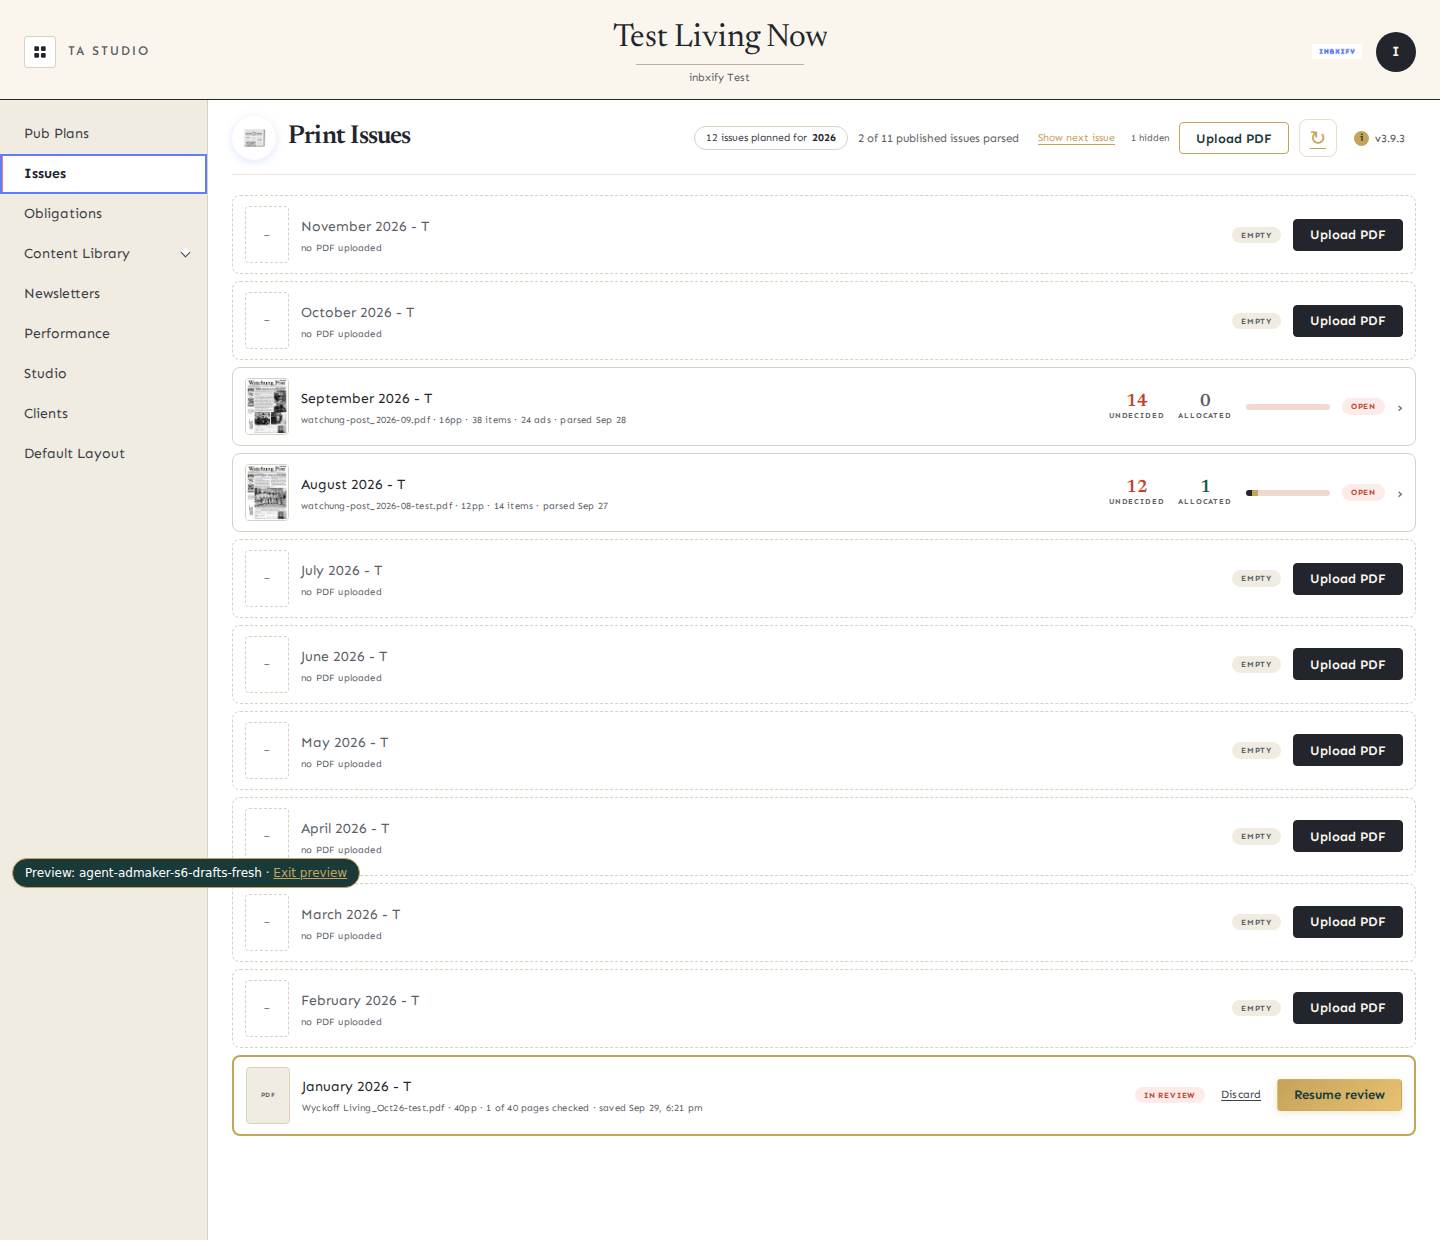 TA STUDIO
Test Living Now
inbxify Test
INBXIFY
I
Pub Plans
Issues
Obligations
Content Library
Newsletters
Performance
Studio
Clients
Default Layout
Print Issues
12 issues planned for 2026
2 of 11 published issues parsed
Show next issue
1 hidden
Upload PDF
↻
i
v3.9.3
–
November 2026 - T
no PDF uploaded
EMPTY
Upload PDF
–
October 2026 - T
no PDF uploaded
EMPTY
Upload PDF
Watchung Post
September 2026 - T
watchung-post_2026-09.pdf · 16pp · 38 items · 24 ads · parsed Sep 28
14
UNDECIDED
0
ALLOCATED
OPEN
›
Watchung Post
August 2026 - T
watchung-post_2026-08-test.pdf · 12pp · 14 items · parsed Sep 27
12
UNDECIDED
1
ALLOCATED
OPEN
›
–
July 2026 - T
no PDF uploaded
EMPTY
Upload PDF
–
June 2026 - T
no PDF uploaded
EMPTY
Upload PDF
–
May 2026 - T
no PDF uploaded
EMPTY
Upload PDF
–
April 2026 - T
no PDF uploaded
EMPTY
Upload PDF
Preview: agent-admaker-s6-drafts-fresh · Exit preview
–
March 2026 - T
no PDF uploaded
EMPTY
Upload PDF
–
February 2026 - T
no PDF uploaded
EMPTY
Upload PDF
PDF
January 2026 - T
Wyckoff Living_Oct26-test.pdf · 40pp · 1 of 40 pages checked · saved Sep 29, 6:21 pm
IN REVIEW
Discard
Resume review